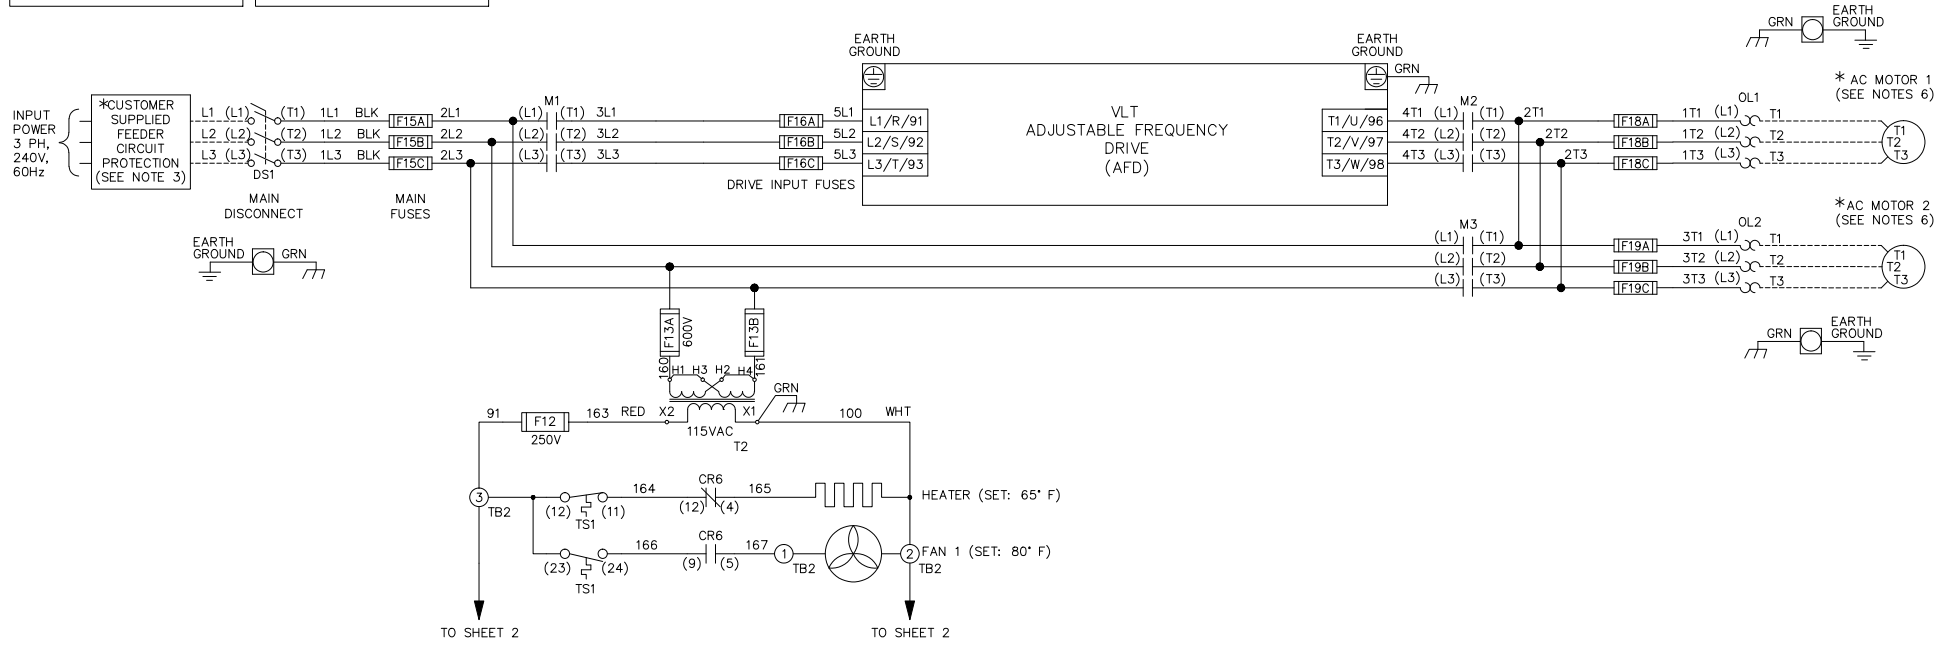 INPUT
POWER
3 PH,
240V,
60Hz
*CUSTOMER
SUPPLIED
FEEDER
CIRCUIT
PROTECTION
(SEE NOTE 3)
L1 (L1) (T1) 1L1 BLK F15A 2L1
L2 (L2) (T2) 1L2 BLK F15B 2L2
L3 (L3) (T3) 1L3 BLK F15C 2L3
DS1
MAIN
DISCONNECT
MAIN
FUSES
EARTH
GROUND
GRN
M1
(L1) (T1) 3L1
(L2) (T2) 3L2
(L3) (T3) 3L3
F16A 5L1
F16B 5L2
F16C 5L3
DRIVE INPUT FUSES
EARTH
GROUND
L1/R/91
L2/S/92
L3/T/93
VLT
ADJUSTABLE FREQUENCY
DRIVE
(AFD)
EARTH
GROUND
GRN
T1/U/96
T2/V/97
T3/W/98
M2
4T1 (L1) (T1) 2T1
4T2 (L2) (T2) 2T2
4T3 (L3) (T3) 2T3
F18A 1T1 (L1) T1
F18B 1T2 (L2) T2
F18C 1T3 (L3) T3
OL1
GRN
EARTH
GROUND
* AC MOTOR 1
(SEE NOTES 6)
T1
T2
T3
M3
(L1) (T1)
(L2) (T2)
(L3) (T3)
F19A 3T1 (L1) T1
F19B 3T2 (L2) T2
F19C 3T3 (L3) T3
OL2
*AC MOTOR 2
(SEE NOTES 6)
T1
T2
T3
GRN
EARTH
GROUND
F13A
600V
F13B
160
161
H1 H3 H2 H4
GRN
91 F12 163 RED X2 X1 100 WHT
250V
115VAC
T2
3
TB2
(12) (11)
TS1
164
CR6
(12) (4)
165
HEATER (SET: 65° F)
(23) (24)
TS1
166
CR6
(9) (5)
167
1
TB2
2
TB2
FAN 1 (SET: 80° F)
TO SHEET 2
TO SHEET 2